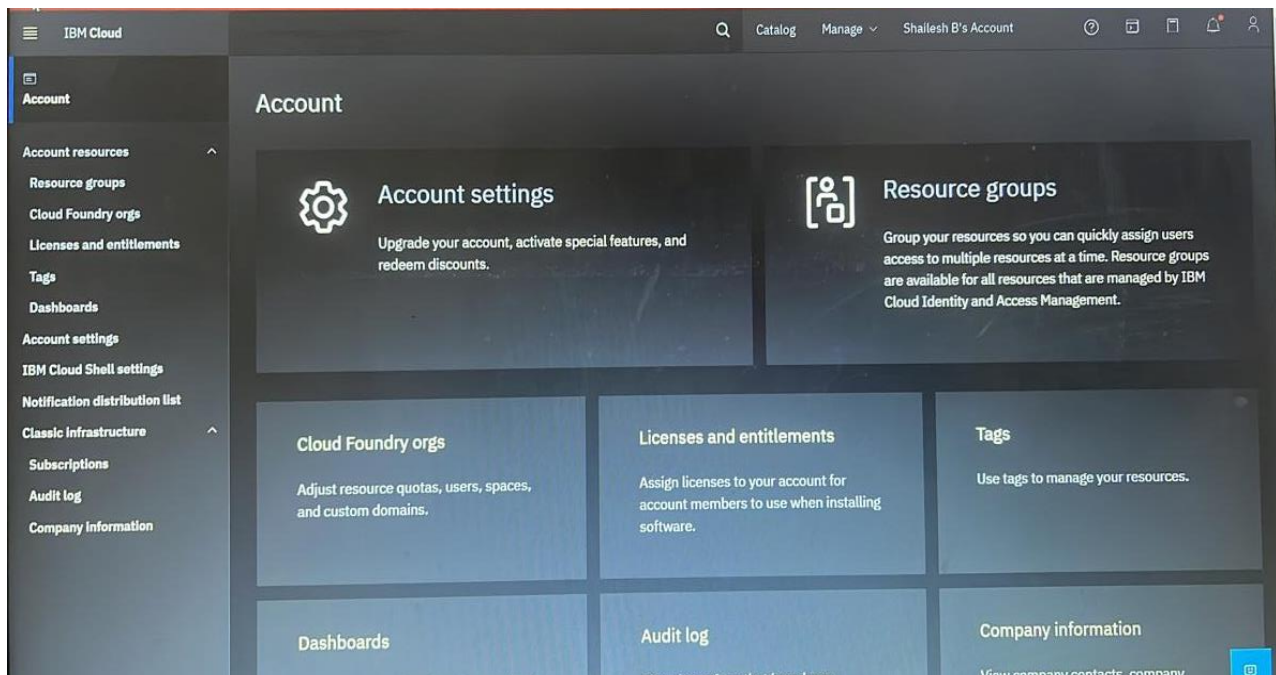 IBM Cloud
Catalog
Manage
Shailesh B's Account
Account
Account resources
Resource groups
Cloud Foundry orgs
Licenses and entitlements
Tags
Dashboards
Account settings
IBM Cloud Shell settings
Notification distribution list
Classic infrastructure
Subscriptions
Audit log
Company information
Account
Account settings
Upgrade your account, activate special features, and
redeem discounts.
Resource groups
Group your resources so you can quickly assign users
access to multiple resources at a time. Resource groups
are available for all resources that are managed by IBM
Cloud Identity and Access Management.
Cloud Foundry orgs
Adjust resource quotas, users, spaces,
and custom domains.
Licenses and entitlements
Assign licenses to your account for
account members to use when installing
software.
Tags
Use tags to manage your resources.
Dashboards
Audit log
Company information
View company contacts, company